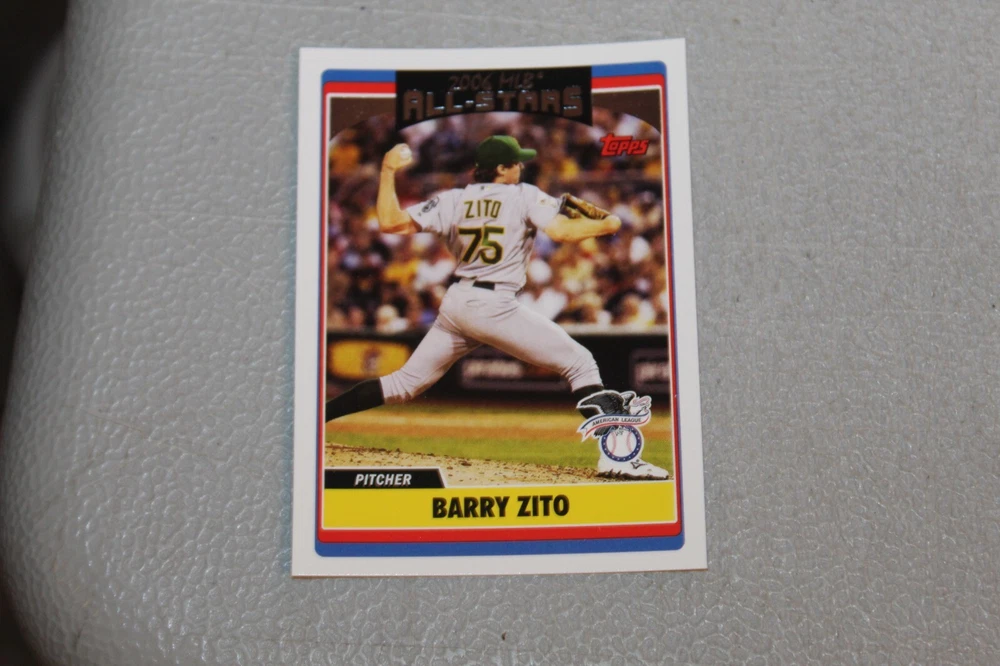 2006 MLB®
ALL-STARS
Topps
ZITO
75
AMERICAN LEAGUE
PITCHER
BARRY ZITO